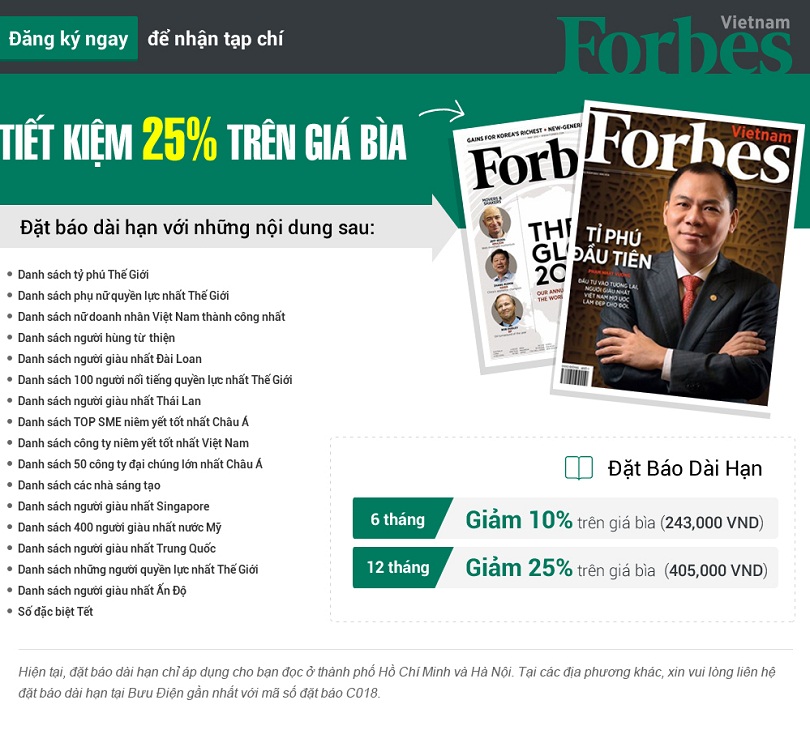 Đăng ký ngay để nhận tạp chí
Vietnam
Forbes
TIẾT KIỆM 25% TRÊN GIÁ BÌA
GAINS FOR KOREA'S RICHEST + NEW-GENER
Forb
MOVERS &
SHAKERS
THE
GL
20
OUR ANNU
THE WORL
Vietnam
Forbes
TỈ PHÚ
ĐẦU TIÊN
PHẠM NHẬT VƯỢNG
ĐẦU TƯ VÀO TƯƠNG LAI,
NGƯỜI GIÀU NHẤT
VIỆT NAM MƠ ƯỚC
LÀM ĐẸP CHO ĐỜI.
Đặt báo dài hạn với những nội dung sau:
Danh sách tỷ phú Thế Giới
Danh sách phụ nữ quyền lực nhất Thế Giới
Danh sách nữ doanh nhân Việt Nam thành công nhất
Danh sách người hùng từ thiện
Danh sách người giàu nhất Đài Loan
Danh sách 100 người nổi tiếng quyền lực nhất Thế Giới
Danh sách người giàu nhất Thái Lan
Danh sách TOP SME niêm yết tốt nhất Châu Á
Danh sách công ty niêm yết tốt nhất Việt Nam
Danh sách 50 công ty đại chúng lớn nhất Châu Á
Danh sách các nhà sáng tạo
Danh sách người giàu nhất Singapore
Danh sách 400 người giàu nhất nước Mỹ
Danh sách người giàu nhất Trung Quốc
Danh sách những người quyền lực nhất Thế Giới
Danh sách người giàu nhất Ấn Độ
Số đặc biệt Tết
Đặt Báo Dài Hạn
6 tháng Giảm 10% trên giá bìa (243,000 VND)
12 tháng Giảm 25% trên giá bìa (405,000 VND)
Hiện tại, đặt báo dài hạn chỉ áp dụng cho bạn đọc ở thành phố Hồ Chí Minh và Hà Nội. Tại các địa phương khác, xin vui lòng liên hệ
đặt báo dài hạn tại Bưu Điện gần nhất với mã số đặt báo C018.